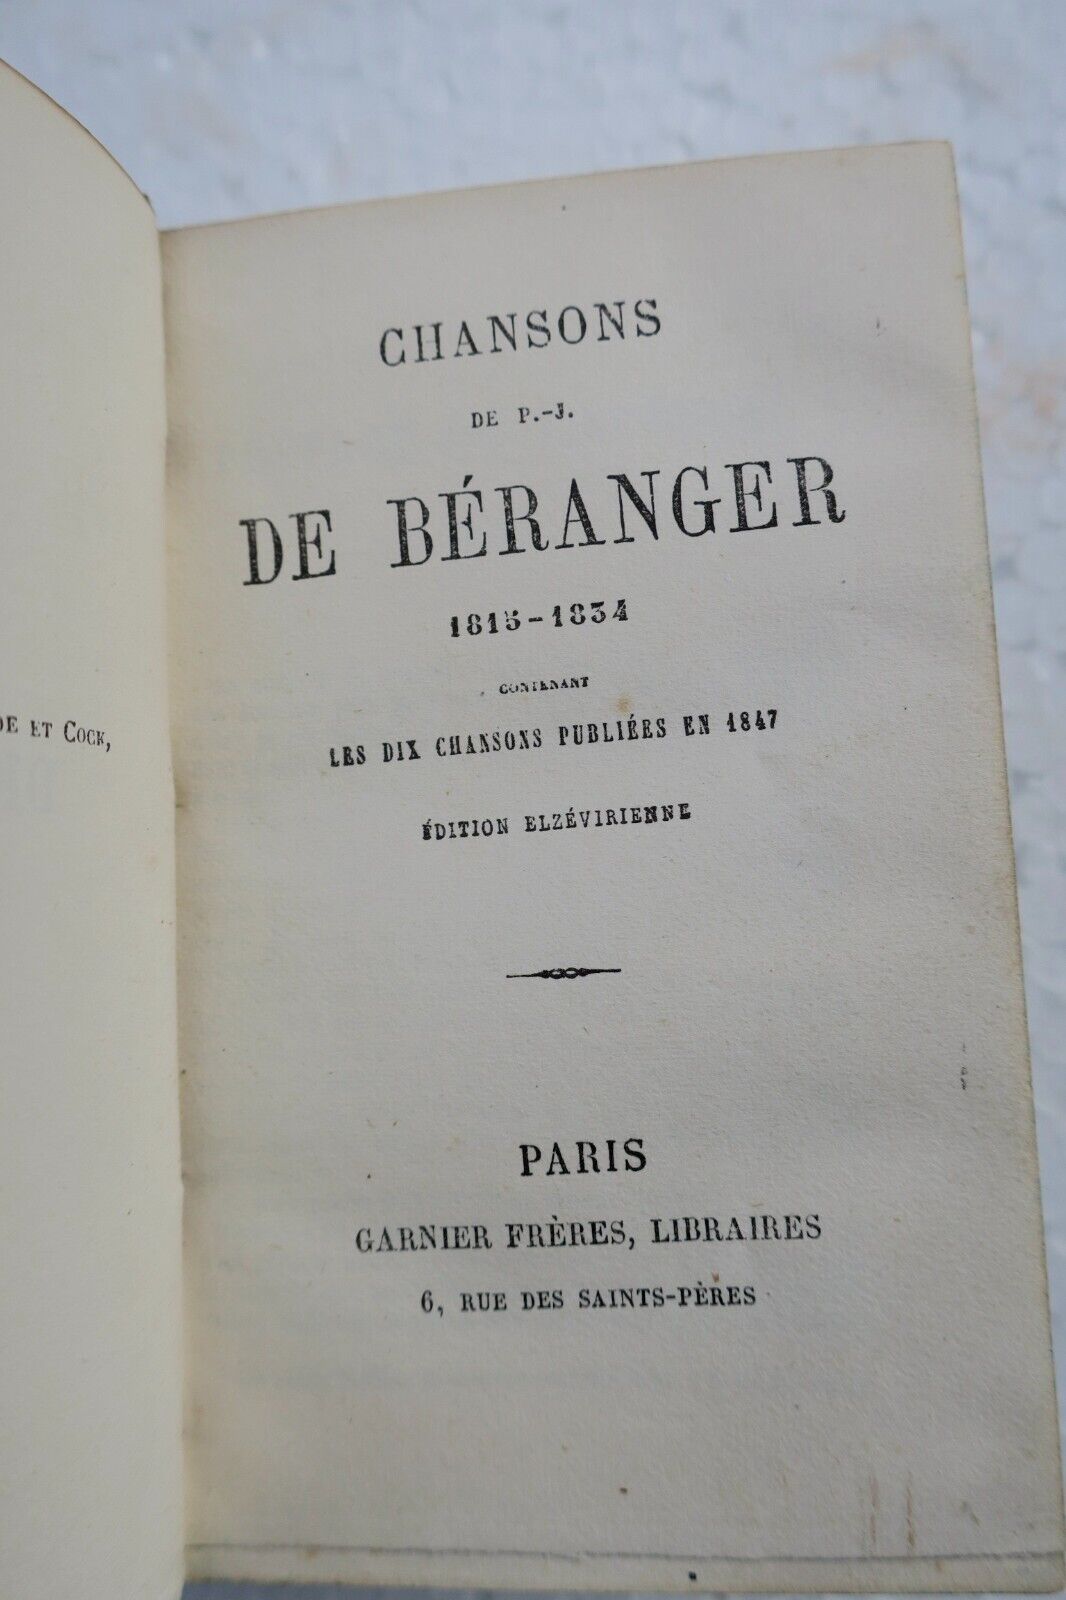 ET COCK,
CHANSONS
DE P.-J.
DE BÉRANGER
1815-1834
CONTENANT
LES DIX CHANSONS PUBLIÉES EN 1847
ÉDITION ELZÉVIRIENNE
PARIS
GARNIER FRÈRES, LIBRAIRES
6, RUE DES SAINTS-PÈRES